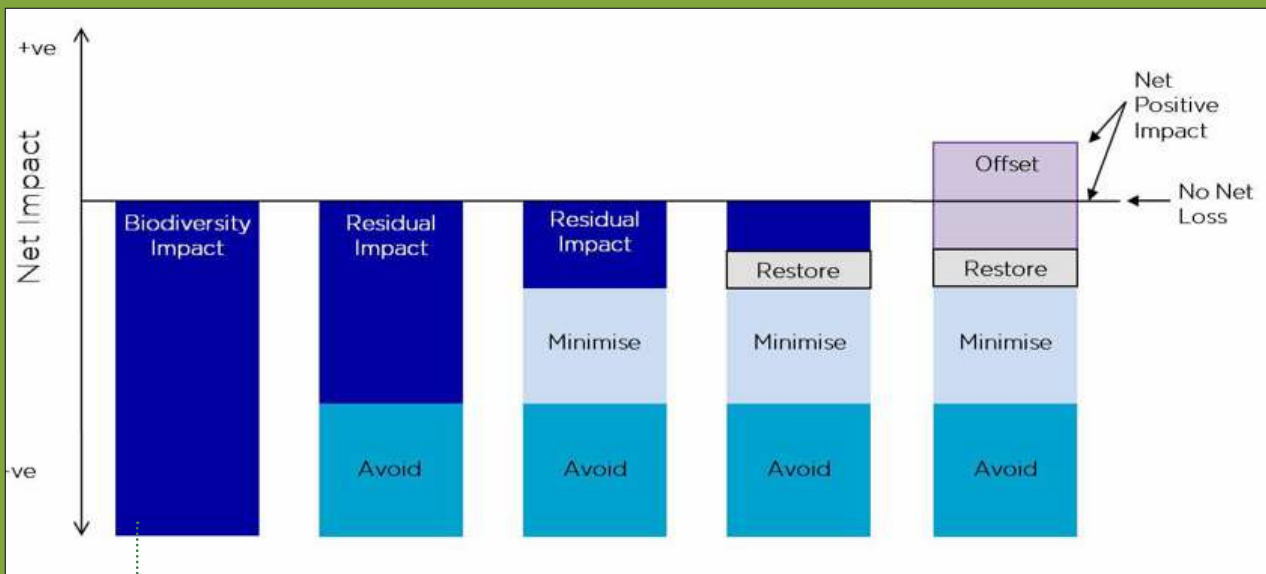 +ve
Net Impact
-ve
Biodiversity
Impact
Residual
Impact
Avoid
Residual
Impact
Minimise
Avoid
Restore
Minimise
Avoid
Offset
Restore
Minimise
Avoid
Net
Positive
Impact
No Net
Loss